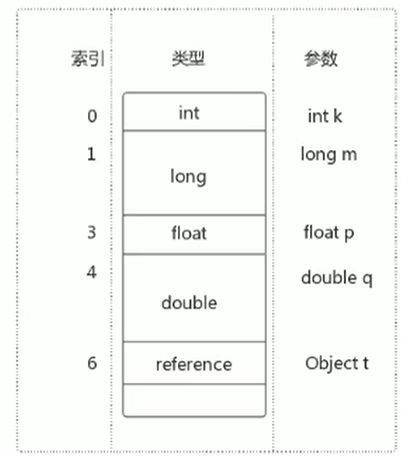 索引 类型 参数
0 int int k
1 long long m
3 float float p
4 double double q
6 reference Object t